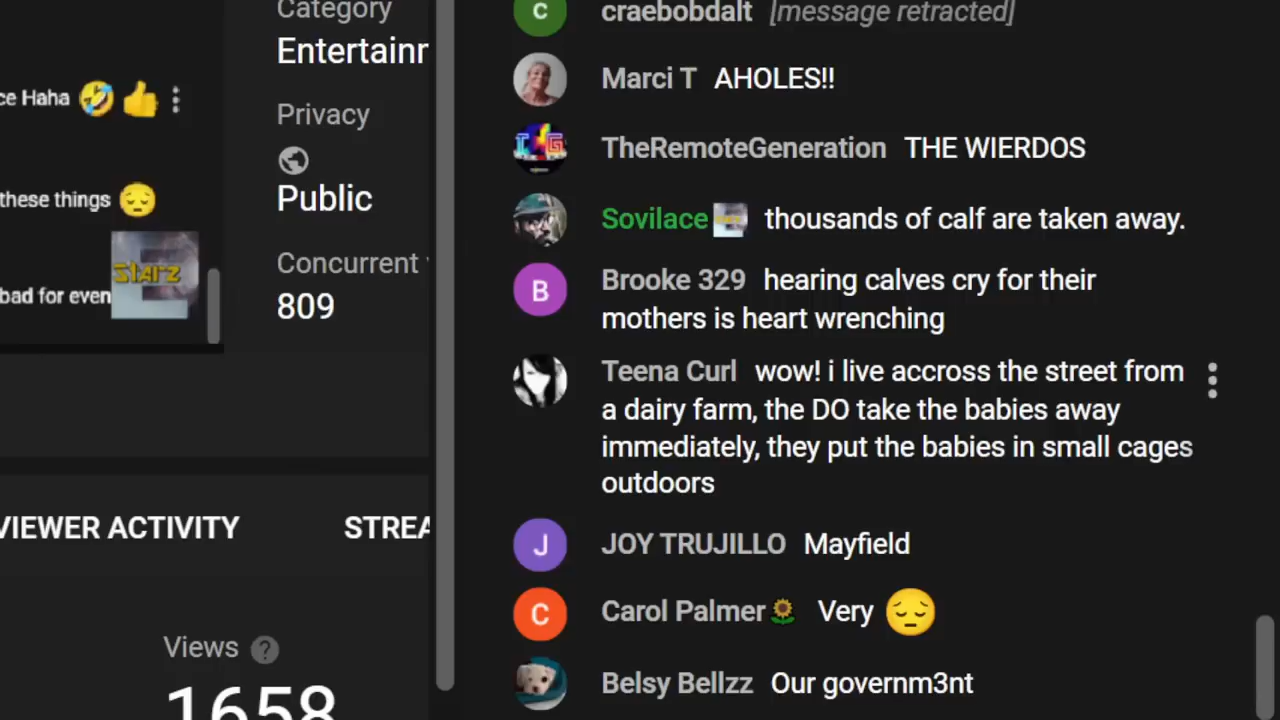 ce Haha
these things
bad for even
starz
Category
Entertainr
Privacy
Public
Concurrent
809
VIEWER ACTIVITY
STREA
Views ?
1658
C craebobdalt [message retracted]
Marci T AHOLES!!
TheRemoteGeneration THE WIERDOS
Sovilace thousands of calf are taken away.
B Brooke 329 hearing calves cry for their
mothers is heart wrenching
Teena Curl wow! i live accross the street from
a dairy farm, the DO take the babies away
immediately, they put the babies in small cages
outdoors
J JOY TRUJILLO Mayfield
C Carol Palmer🌻 Very 😔
Belsy Bellzz Our governm3nt